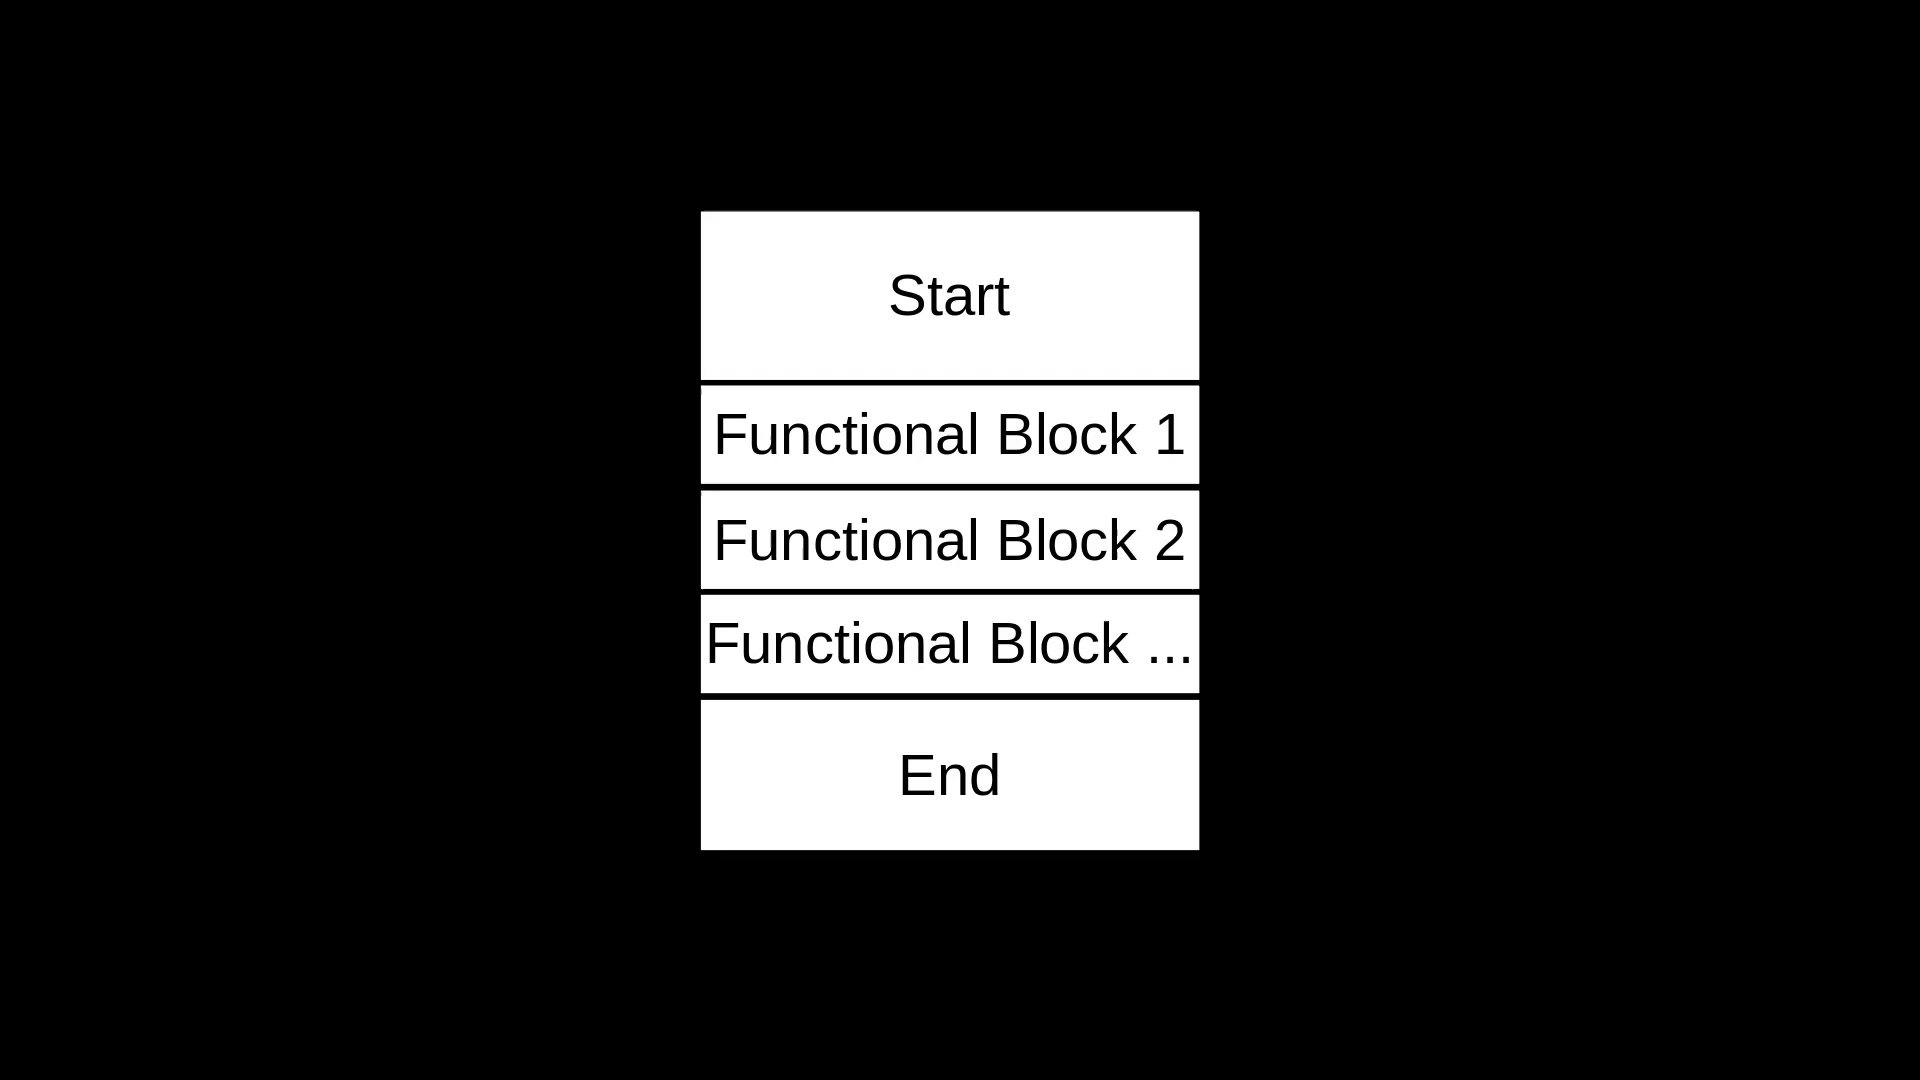 Start
Functional Block 1
Functional Block 2
Functional Block ...
End